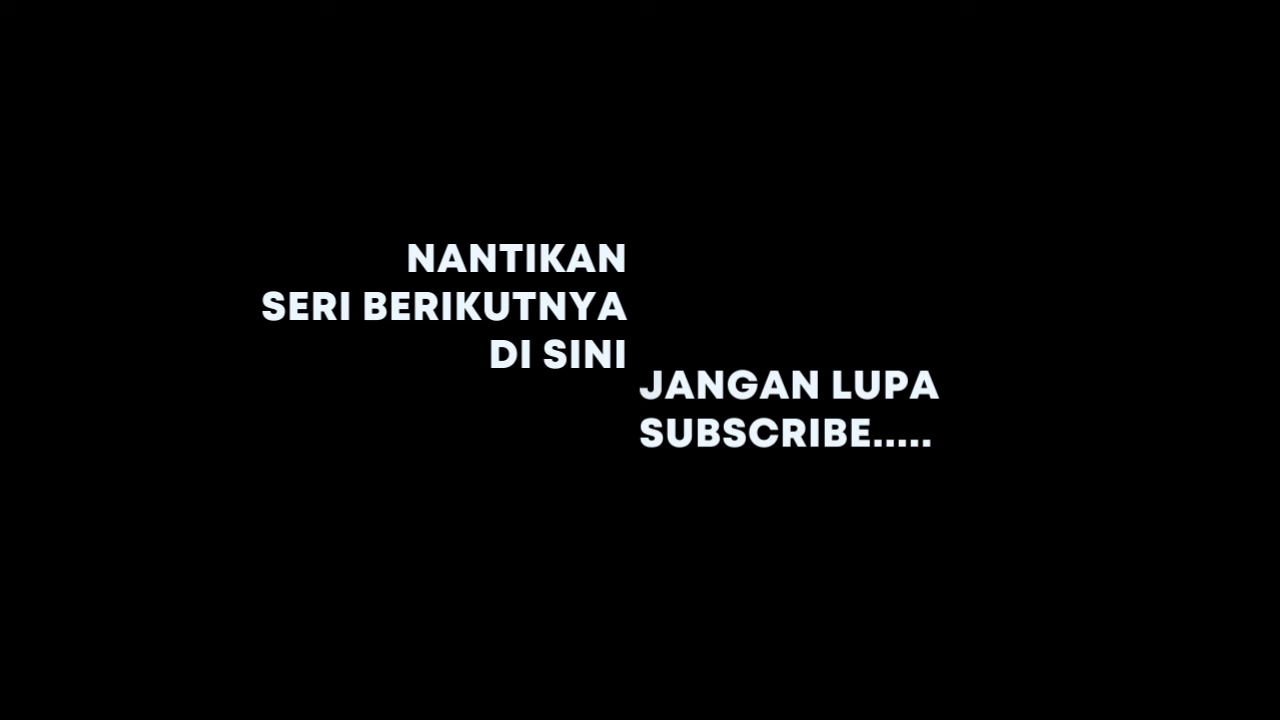 NANTIKAN
SERI BERIKUTNYA
DI SINI
JANGAN LUPA
SUBSCRIBE.....